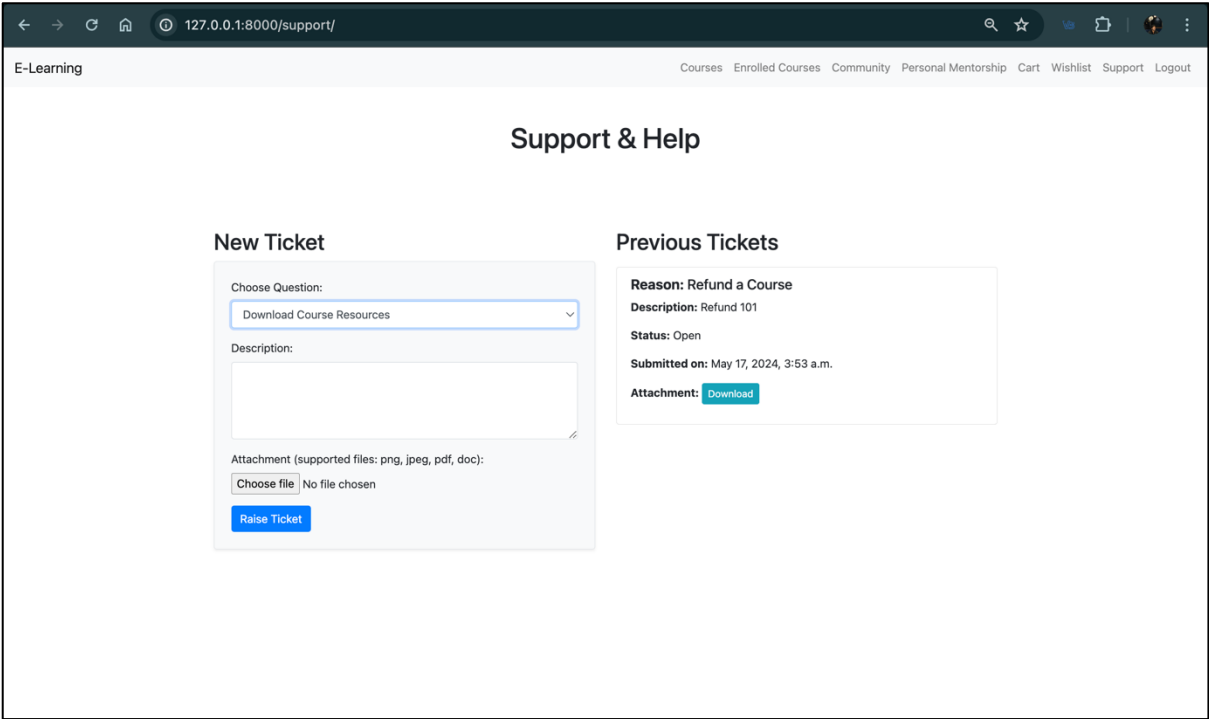 127.0.0.1:8000/support/
E-Learning
Courses Enrolled Courses Community Personal Mentorship Cart Wishlist Support Logout
Support & Help
New Ticket
Choose Question:
Download Course Resources
Description:
Attachment (supported files: png, jpeg, pdf, doc):
Choose file No file chosen
Raise Ticket
Previous Tickets
Reason: Refund a Course
Description: Refund 101
Status: Open
Submitted on: May 17, 2024, 3:53 a.m.
Attachment: Download